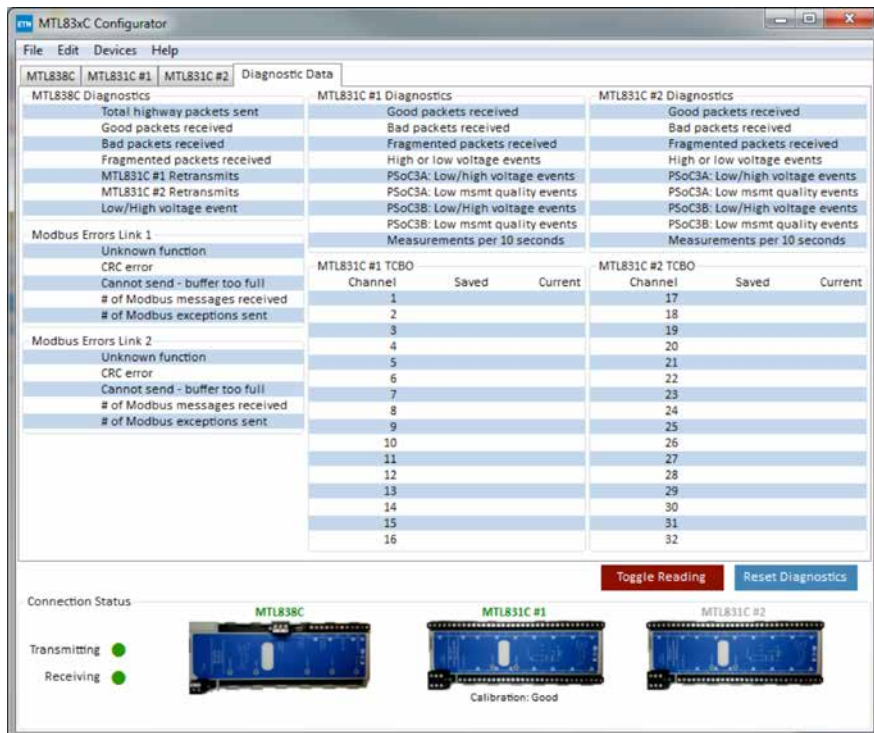 ETN MTL83xC Configurator
File Edit Devices Help
MTL838C MTL831C #1 MTL831C #2 Diagnostic Data
MTL838C Diagnostics
Total highway packets sent
Good packets received
Bad packets received
Fragmented packets received
MTL831C #1 Retransmits
MTL831C #2 Retransmits
Low/High voltage event
Modbus Errors Link 1
Unknown function
CRC error
Cannot send - buffer too full
# of Modbus messages received
# of Modbus exceptions sent
Modbus Errors Link 2
Unknown function
CRC error
Cannot send - buffer too full
# of Modbus messages received
# of Modbus exceptions sent
MTL831C #1 Diagnostics
Good packets received
Bad packets received
Fragmented packets received
High or low voltage events
PSoC3A: Low/high voltage events
PSoC3A: Low msmt quality events
PSoC3B: Low/High voltage events
PSoC3B: Low msmt quality events
Measurements per 10 seconds
MTL831C #1 TCBO
Channel Saved Current
1
2
3
4
5
6
7
8
9
10
11
12
13
14
15
16
MTL831C #2 Diagnostics
Good packets received
Bad packets received
Fragmented packets received
High or low voltage events
PSoC3A: Low/high voltage events
PSoC3A: Low msmt quality events
PSoC3B: Low/High voltage events
PSoC3B: Low msmt quality events
Measurements per 10 seconds
MTL831C #2 TCBO
Channel Saved Current
17
18
19
20
21
22
23
24
25
26
27
28
29
30
31
32
Toggle Reading Reset Diagnostics
Connection Status
Transmitting
Receiving
MTL838C
MTL831C #1
Calibration: Good
MTL831C #2